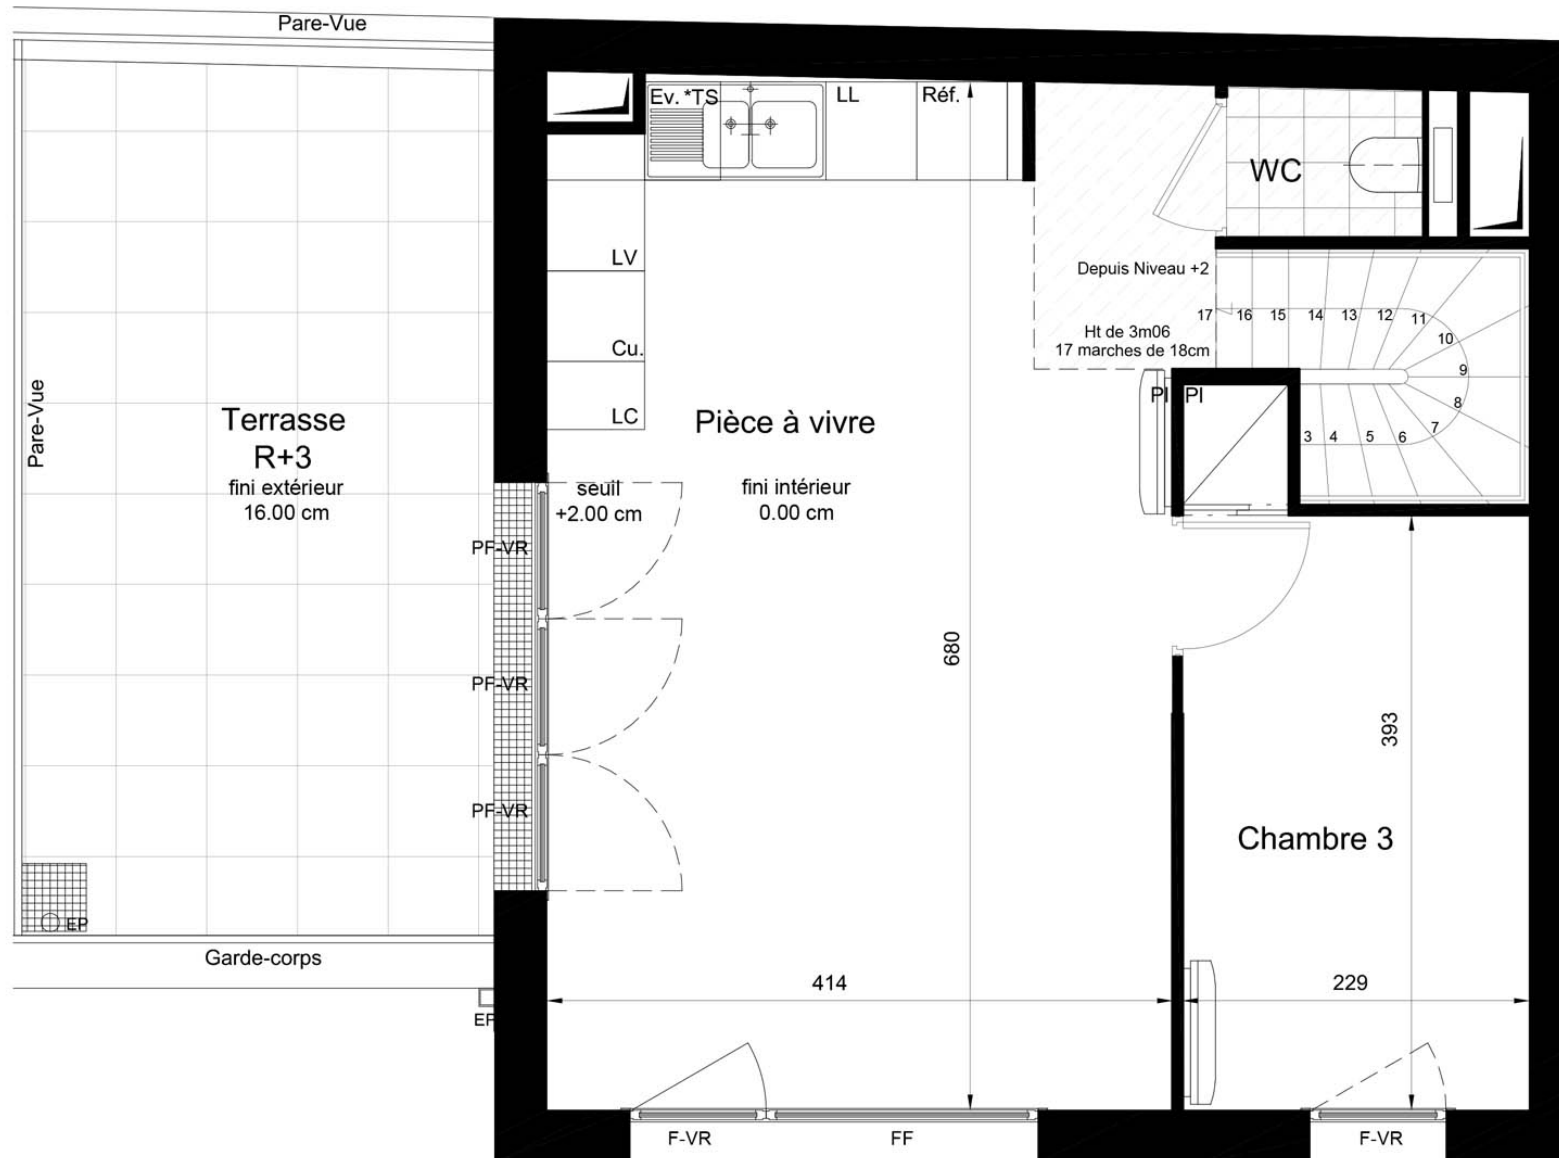 Pare-Vue
Ev. *TS
LL
Réf.
WC
LV
Depuis Niveau +2
17 16 15 14 13 12 11
10
9
8
7
3 4 5 6
Ht de 3m06
17 marches de 18cm
Cu.
LC
Pl Pl
Pare-Vue
Terrasse
R+3
fini extérieur
16.00 cm
Pièce à vivre
seuil
+2.00 cm
fini intérieur
0.00 cm
PF-VR
PF-VR
PF-VR
680
393
Chambre 3
EP
Garde-corps
414
229
EP
F-VR
FF
F-VR